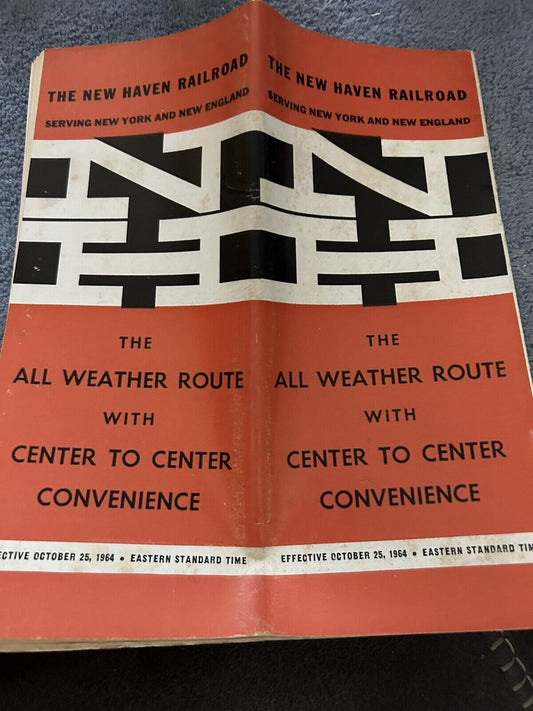 THE NEW HAVEN RAILROAD
SERVING NEW YORK AND NEW ENGLAND
N N
H H
THE
ALL WEATHER ROUTE
WITH
CENTER TO CENTER
CONVENIENCE
ECTIVE OCTOBER 25, 1964 • EASTERN STANDARD TIME
THE NEW HAVEN RAILROAD
SERVING NEW YORK AND NEW ENGLAND
THE
ALL WEATHER ROUTE
WITH
CENTER TO CENTER
CONVENIENCE
EFFECTIVE OCTOBER 25, 1964 • EASTERN STANDARD TIM